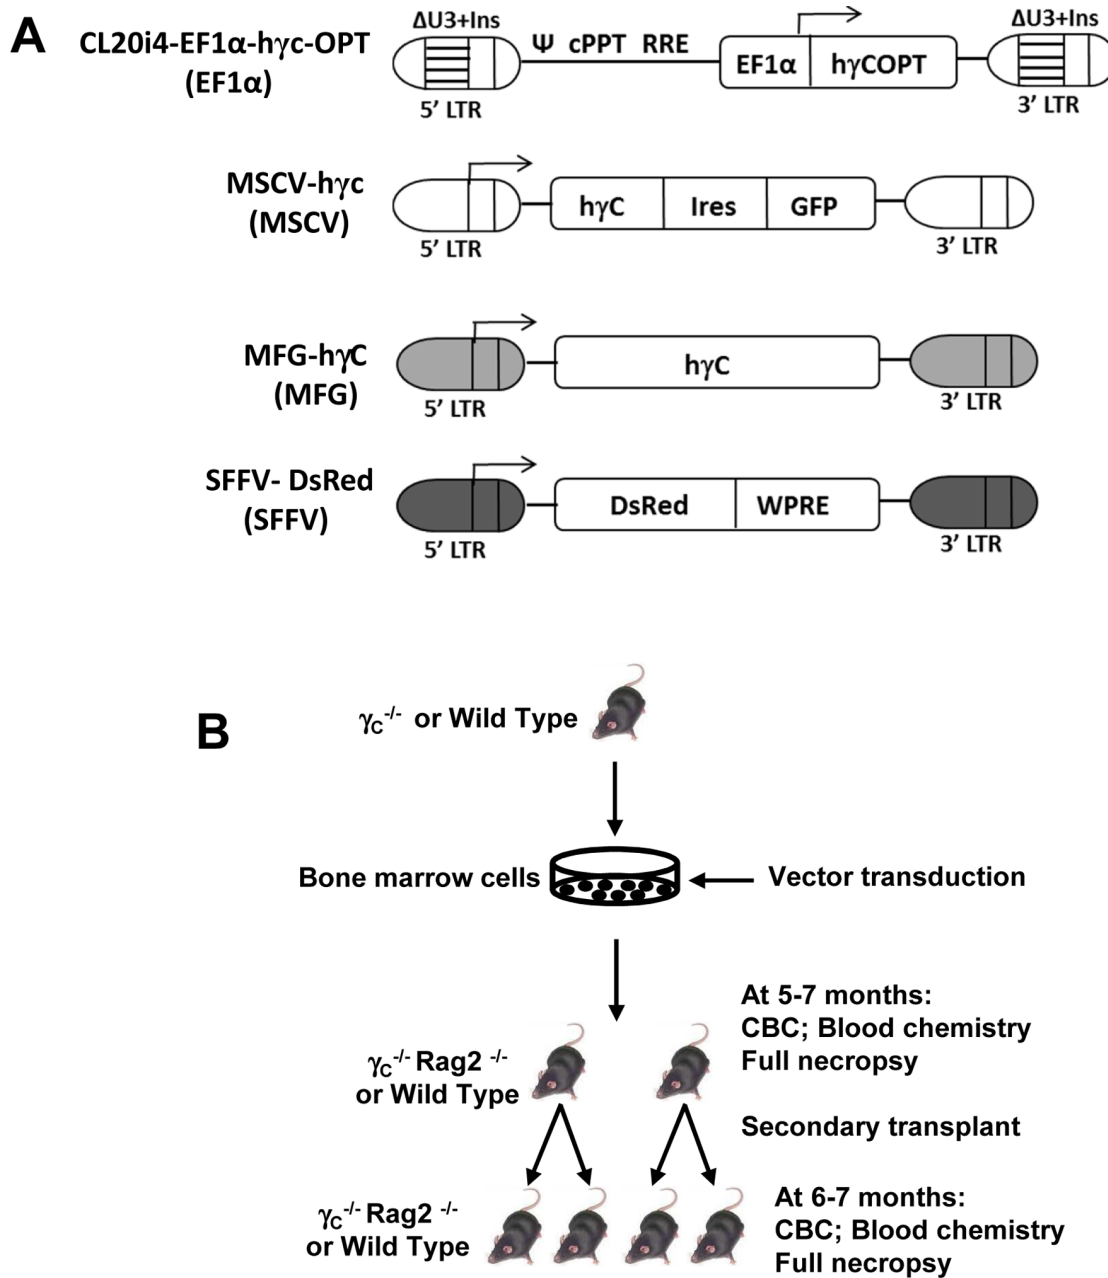 A
CL20i4-EF1α-hγc-OPT
(EF1α)
ΔU3+Ins
Ψ cPPT RRE
EF1α hγCOPT
ΔU3+Ins
5' LTR
3' LTR
MSCV-hγc
(MSCV)
hγC Ires GFP
5' LTR
3' LTR
MFG-hγC
(MFG)
hγC
5' LTR
3' LTR
SFFV- DsRed
(SFFV)
DsRed WPRE
5' LTR
3' LTR
B
γC-/- or Wild Type
Bone marrow cells
Vector transduction
At 5-7 months:
CBC; Blood chemistry
Full necropsy
γC-/- Rag2 -/-
or Wild Type
Secondary transplant
γC-/- Rag2 -/-
or Wild Type
At 6-7 months:
CBC; Blood chemistry
Full necropsy